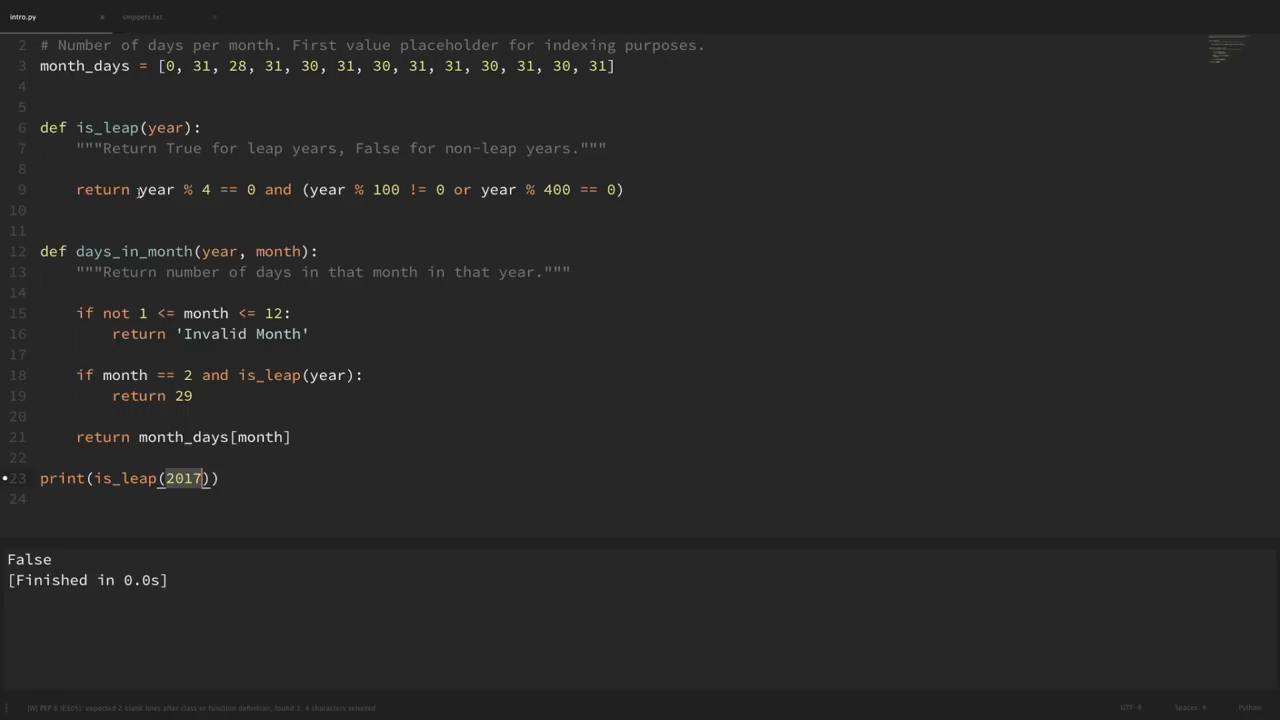 intro.py × snippets.txt ×
2 # Number of days per month. First value placeholder for indexing purposes.
3 month_days = [0, 31, 28, 31, 30, 31, 30, 31, 31, 30, 31, 30, 31]
4
5
6 def is_leap(year):
7 """Return True for leap years, False for non-leap years."""
8
9 return year % 4 == 0 and (year % 100 != 0 or year % 400 == 0)
10
11
12 def days_in_month(year, month):
13 """Return number of days in that month in that year."""
14
15 if not 1 <= month <= 12:
16 return 'Invalid Month'
17
18 if month == 2 and is_leap(year):
19 return 29
20
21 return month_days[month]
22
23 print(is_leap(2017))
24
False
[Finished in 0.0s]
[W] PEP 8 (E305): expected 2 blank lines after class or function definition, found 1, 4 characters selected UTF-8 Spaces: 4 Python